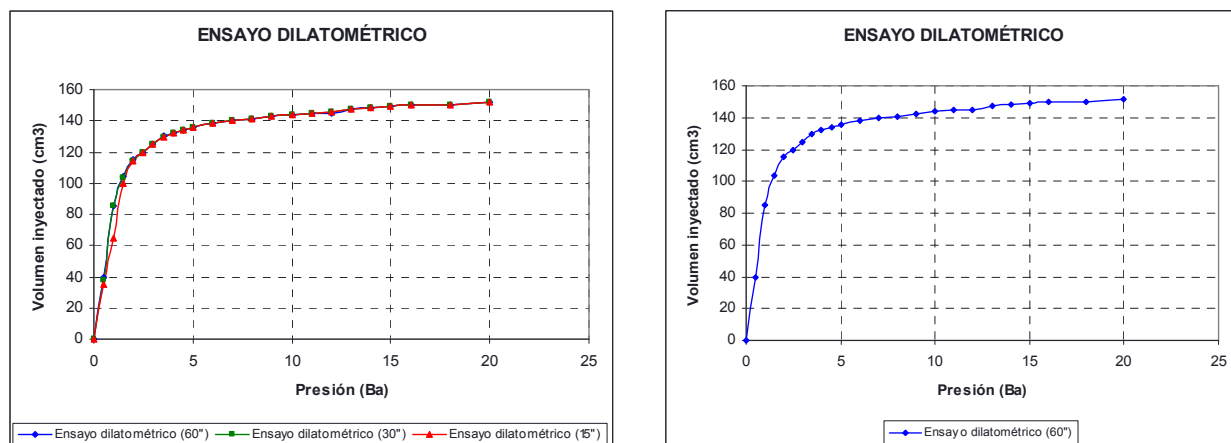 ENSAYO DILATOMÉTRICO
Volumen inyectado (cm3)
160
140
120
100
80
60
40
20
0
0 5 10 15 20 25
Presión (Ba)
Ensayo dilatométrico (60") Ensayo dilatométrico (30") Ensayo dilatométrico (15")
ENSAYO DILATOMÉTRICO
Volumen inyectado (cm3)
160
140
120
100
80
60
40
20
0
0 5 10 15 20 25
Presión (Ba)
Ensayo dilatométrico (60")